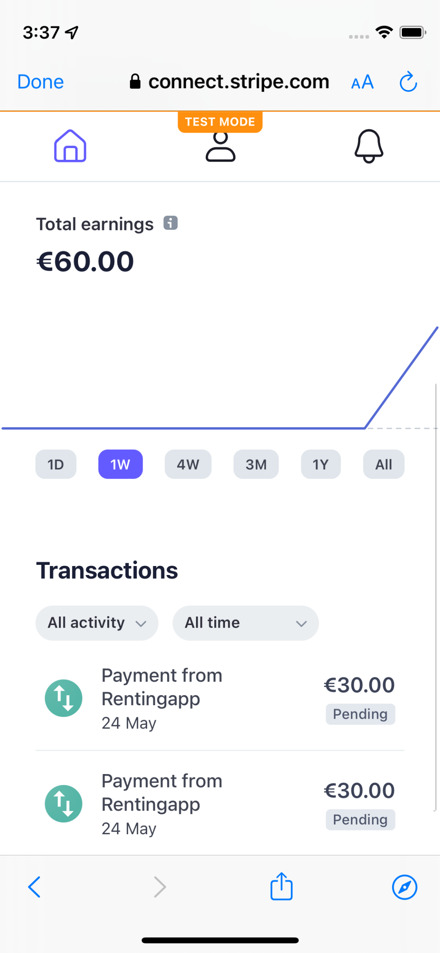 3:37
Done
connect.stripe.com
AA
TEST MODE
Total earnings
€60.00
1D
1W
4W
3M
1Y
All
Transactions
All activity
All time
Payment from
Rentingapp
24 May
€30.00
Pending
Payment from
Rentingapp
24 May
€30.00
Pending